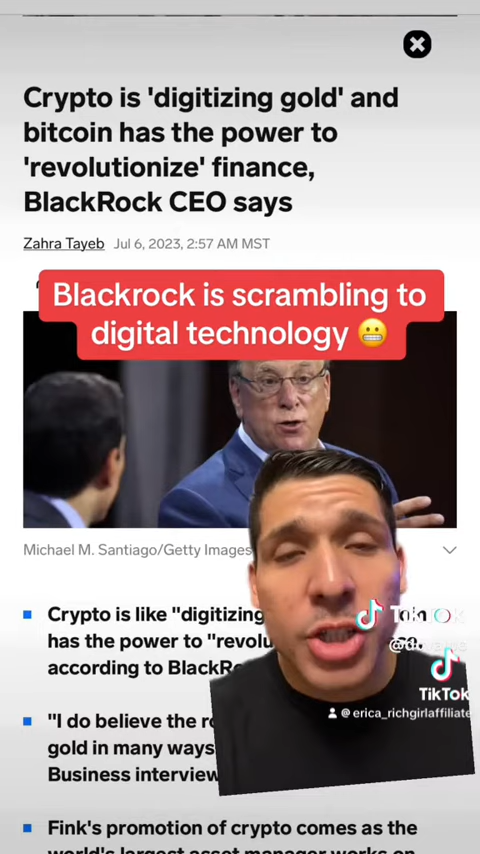 Crypto is 'digitizing gold' and
bitcoin has the power to
'revolutionize' finance,
BlackRock CEO says
Zahra Tayeb Jul 6, 2023, 2:57 AM MST
Blackrock is scrambling to
digital technology 😬
Michael M. Santiago/Getty Images
Crypto is like "digitizing
has the power to "revolu
according to BlackR
"I do believe the r
gold in many ways
Business interview
TikTok
TikTok
@erica_richgirlaffiliate
Fink's promotion of crypto comes as the
world's largest asset manager works on